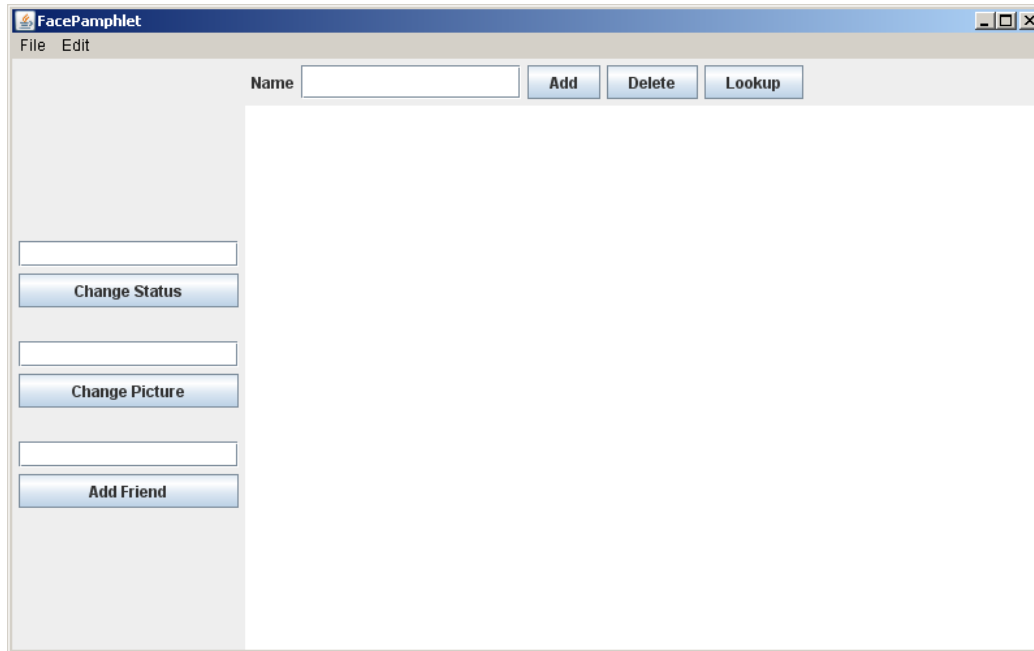 FacePamphlet
File Edit
Name Add Delete Lookup
Change Status
Change Picture
Add Friend